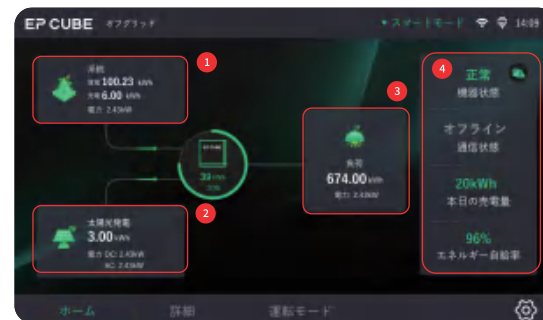 EP CUBE オフグリッド
スマートモード 14:09
系統
買電 100.23 kWh
売電 6.00 kWh
電力: 2.43kW
1
太陽光発電
3.00 kWh
電力 DC: 2.43kW
AC: 2.43kW
2
EP CUBE
39 kWh
負荷
674.00 kWh
電力: 2.43kW
3
4
正常
機器状態
オフライン
通信状態
20kWh
本日の売電量
96%
エネルギー自給率
ホーム 詳細 運転モード